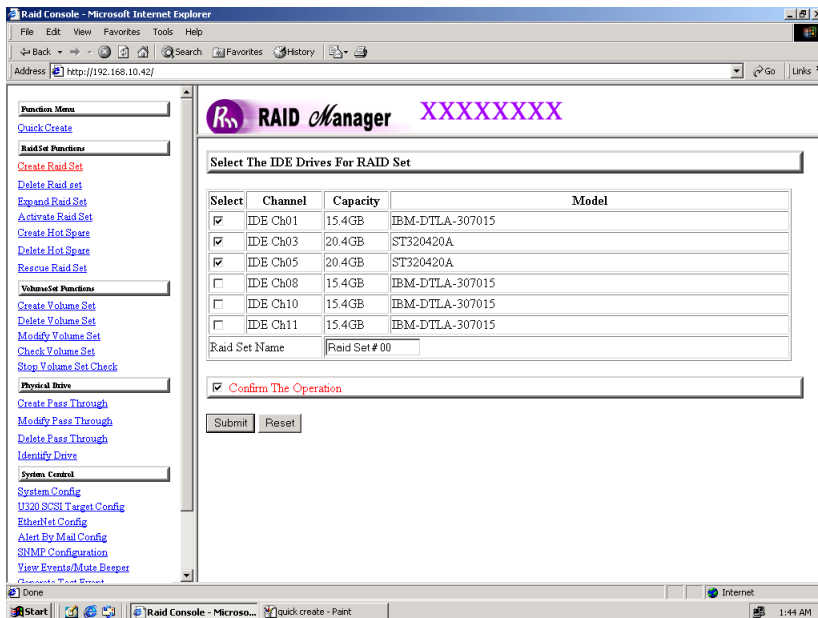 Raid Console - Microsoft Internet Explorer
File Edit View Favorites Tools Help
Back Search Favorites History
Address http://192.168.10.42/ Go Links
Function Menu
Quick Create
RaidSet Functions
Create Raid Set
Delete Raid set
Expand Raid Set
Activate Raid Set
Create Hot Spare
Delete Hot Spare
Rescue Raid Set
VolumeSet Functions
Create Volume Set
Delete Volume Set
Modify Volume Set
Check Volume Set
Stop Volume Set Check
Physical Drive
Create Pass Through
Modify Pass Through
Delete Pass Through
Identify Drive
System Control
System Config
U320 SCSI Target Config
EtherNet Config
Alert By Mail Config
SNMP Configuration
View Events/Mute Beeper
Generate Test Event
RAID Manager XXXXXXXX
Select The IDE Drives For RAID Set
Select Channel Capacity Model
IDE Ch01 15.4GB IBM-DTLA-307015
IDE Ch03 20.4GB ST320420A
IDE Ch05 20.4GB ST320420A
IDE Ch08 15.4GB IBM-DTLA-307015
IDE Ch10 15.4GB IBM-DTLA-307015
IDE Ch11 15.4GB IBM-DTLA-307015
Raid Set Name Raid Set # 00
Confirm The Operation
Submit Reset
Done Internet
Start Raid Console - Microso... quick create - Paint 1:44 AM